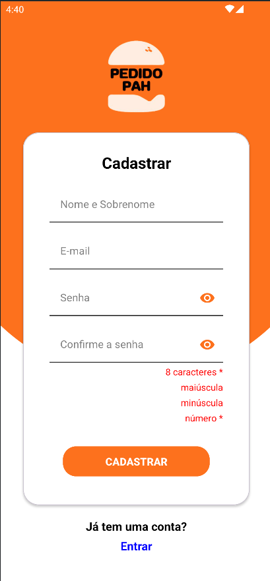 4:40
PEDIDO
PAH
Cadastrar
Nome e Sobrenome
E-mail
Senha
Confirme a senha
8 caracteres *
maiúscula
minúscula
número *
CADASTRAR
Já tem uma conta?
Entrar